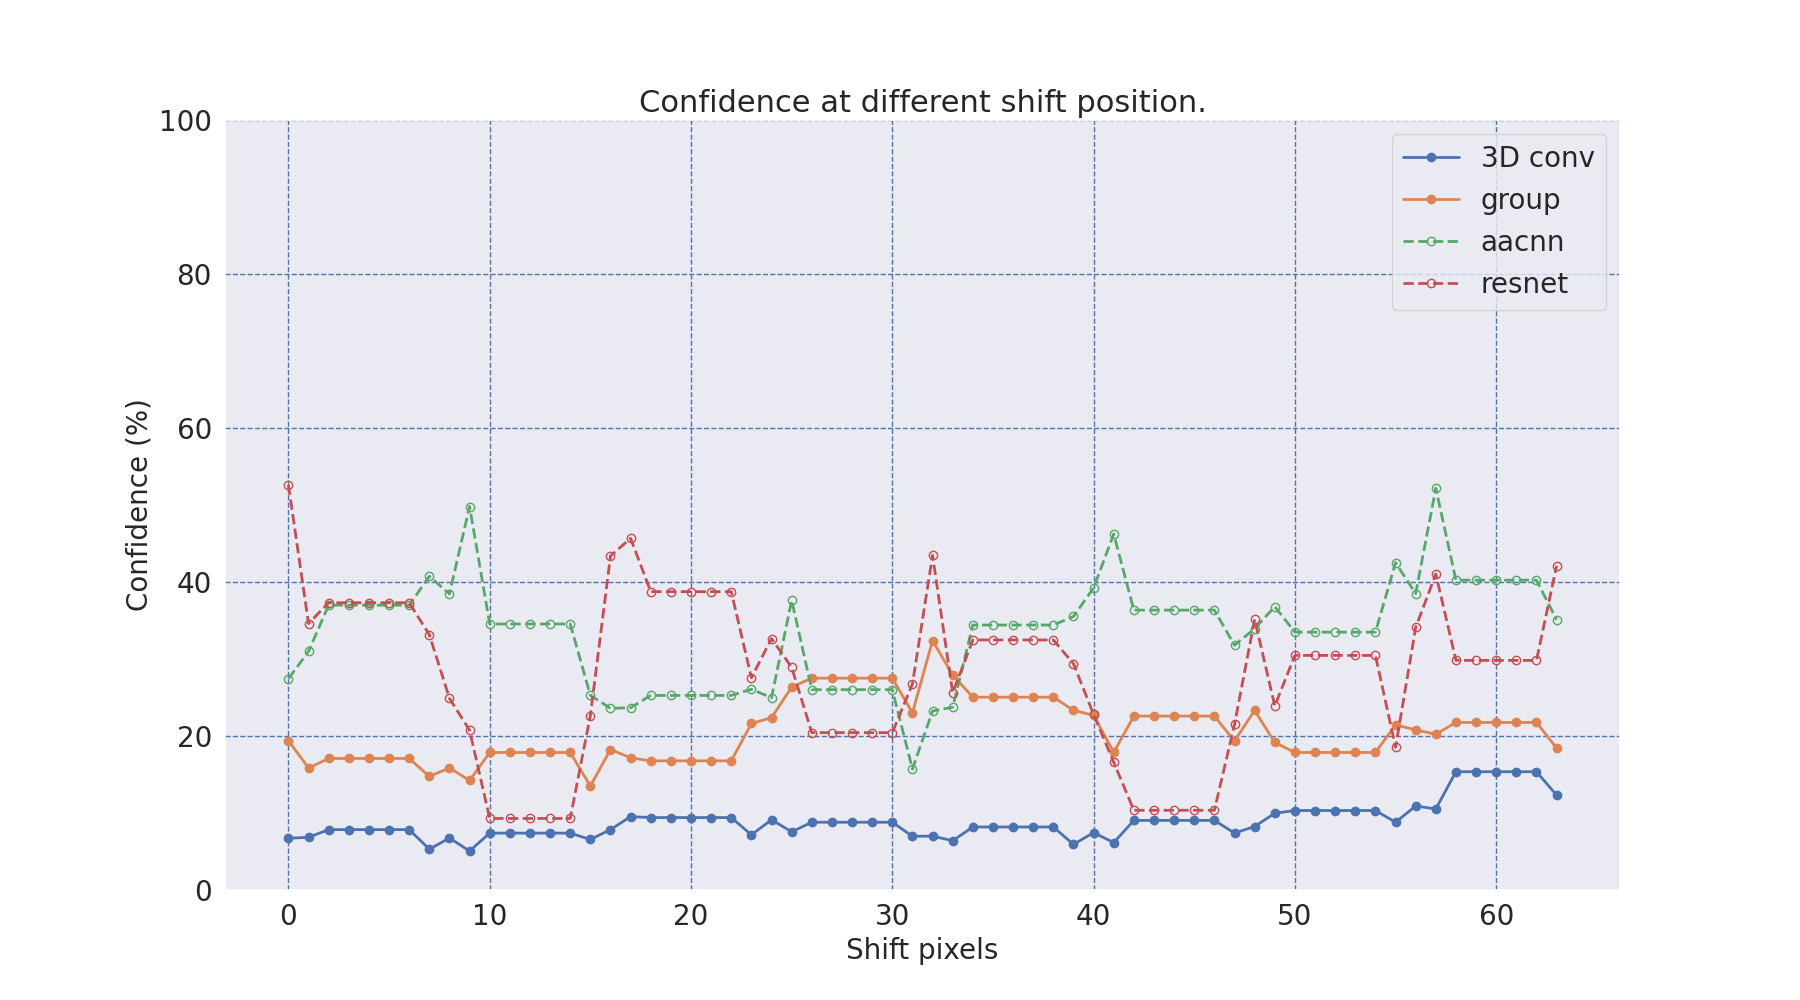 Confidence at different shift position.
100
80
60
40
20
0
Confidence (%)
3D conv
group
aacnn
resnet
0 10 20 30 40 50 60
Shift pixels